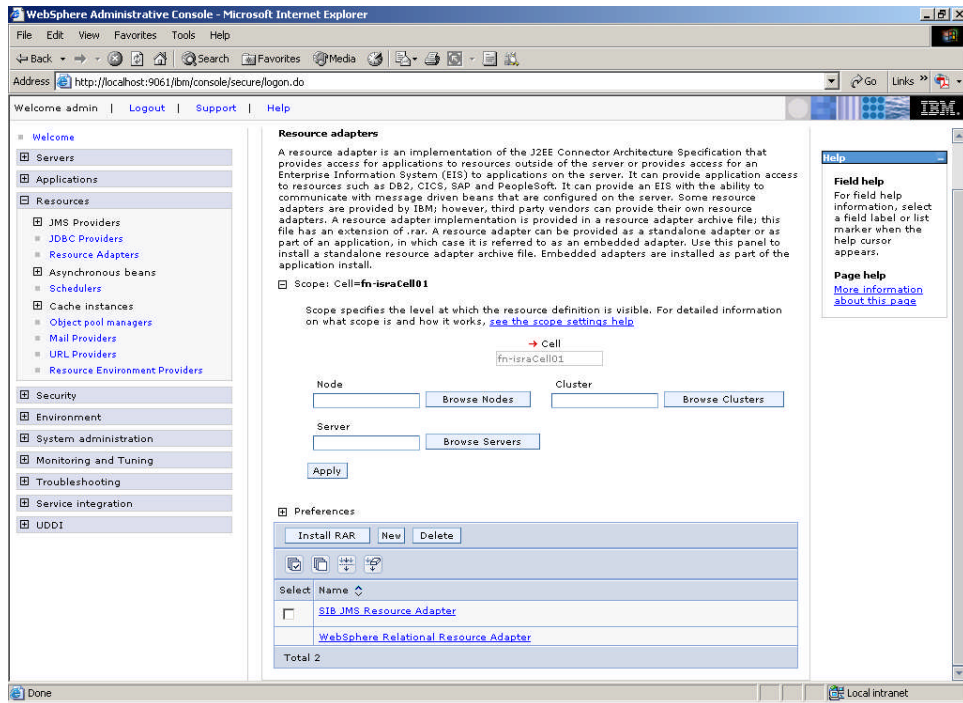 WebSphere Administrative Console - Microsoft Internet Explorer
File Edit View Favorites Tools Help
Back Search Favorites Media
Address http://localhost:9061/ibm/console/secure/logon.do Go Links »
Welcome admin | Logout | Support | Help IBM.
Welcome
Servers
Applications
Resources
JMS Providers
JDBC Providers
Resource Adapters
Asynchronous beans
Schedulers
Cache instances
Object pool managers
Mail Providers
URL Providers
Resource Environment Providers
Security
Environment
System administration
Monitoring and Tuning
Troubleshooting
Service integration
UDDI
Resource adapters
A resource adapter is an implementation of the J2EE Connector Architecture Specification that
provides access for applications to resources outside of the server or provides access for an
Enterprise Information System (EIS) to applications on the server. It can provide application access
to resources such as DB2, CICS, SAP and PeopleSoft. It can provide an EIS with the ability to
communicate with message driven beans that are configured on the server. Some resource
adapters are provided by IBM; however, third party vendors can provide their own resource
adapters. A resource adapter implementation is provided in a resource adapter archive file; this
file has an extension of .rar. A resource adapter can be provided as a standalone adapter or as
part of an application, in which case it is referred to as an embedded adapter. Use this panel to
install a standalone resource adapter archive file. Embedded adapters are installed as part of the
application install.
Scope: Cell=fn-israCell01
Scope specifies the level at which the resource definition is visible. For detailed information
on what scope is and how it works, see the scope settings help
Cell
fn-israCell01
Node Cluster
Browse Nodes Browse Clusters
Server
Browse Servers
Apply
Preferences
Install RAR New Delete
Select Name
SIB JMS Resource Adapter
WebSphere Relational Resource Adapter
Total 2
Help
Field help
For field help
information, select
a field label or list
marker when the
help cursor
appears.
Page help
More information
about this page
Done Local intranet